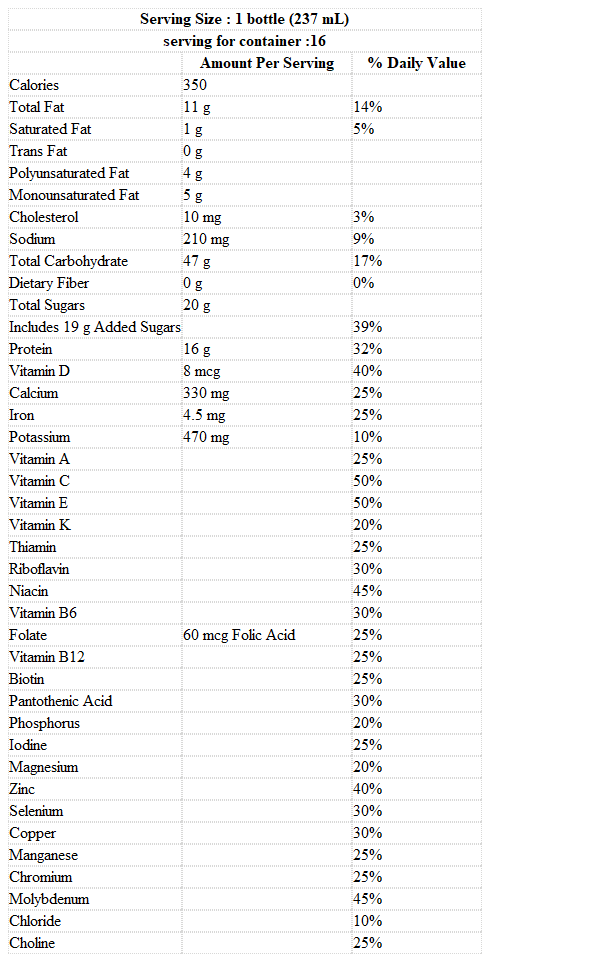 Serving Size : 1 bottle (237 mL)
serving for container :16
Amount Per Serving % Daily Value
Calories 350
Total Fat 11 g 14%
Saturated Fat 1 g 5%
Trans Fat 0 g
Polyunsaturated Fat 4 g
Monounsaturated Fat 5 g
Cholesterol 10 mg 3%
Sodium 210 mg 9%
Total Carbohydrate 47 g 17%
Dietary Fiber 0 g 0%
Total Sugars 20 g
Includes 19 g Added Sugars 39%
Protein 16 g 32%
Vitamin D 8 mcg 40%
Calcium 330 mg 25%
Iron 4.5 mg 25%
Potassium 470 mg 10%
Vitamin A 25%
Vitamin C 50%
Vitamin E 50%
Vitamin K 20%
Thiamin 25%
Riboflavin 30%
Niacin 45%
Vitamin B6 30%
Folate 60 mcg Folic Acid 25%
Vitamin B12 25%
Biotin 25%
Pantothenic Acid 30%
Phosphorus 20%
Iodine 25%
Magnesium 20%
Zinc 40%
Selenium 30%
Copper 30%
Manganese 25%
Chromium 25%
Molybdenum 45%
Chloride 10%
Choline 25%